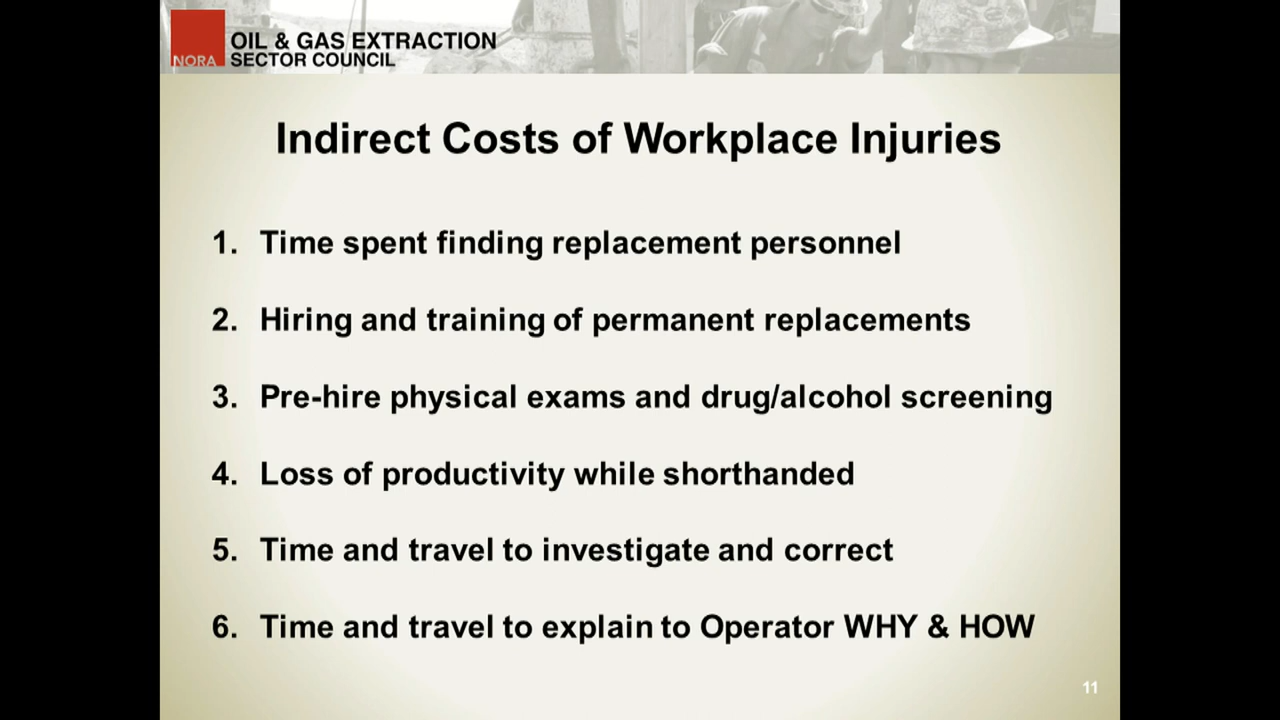 NORA
OIL & GAS EXTRACTION
SECTOR COUNCIL
Indirect Costs of Workplace Injuries
1. Time spent finding replacement personnel
2. Hiring and training of permanent replacements
3. Pre-hire physical exams and drug/alcohol screening
4. Loss of productivity while shorthanded
5. Time and travel to investigate and correct
6. Time and travel to explain to Operator WHY & HOW
11